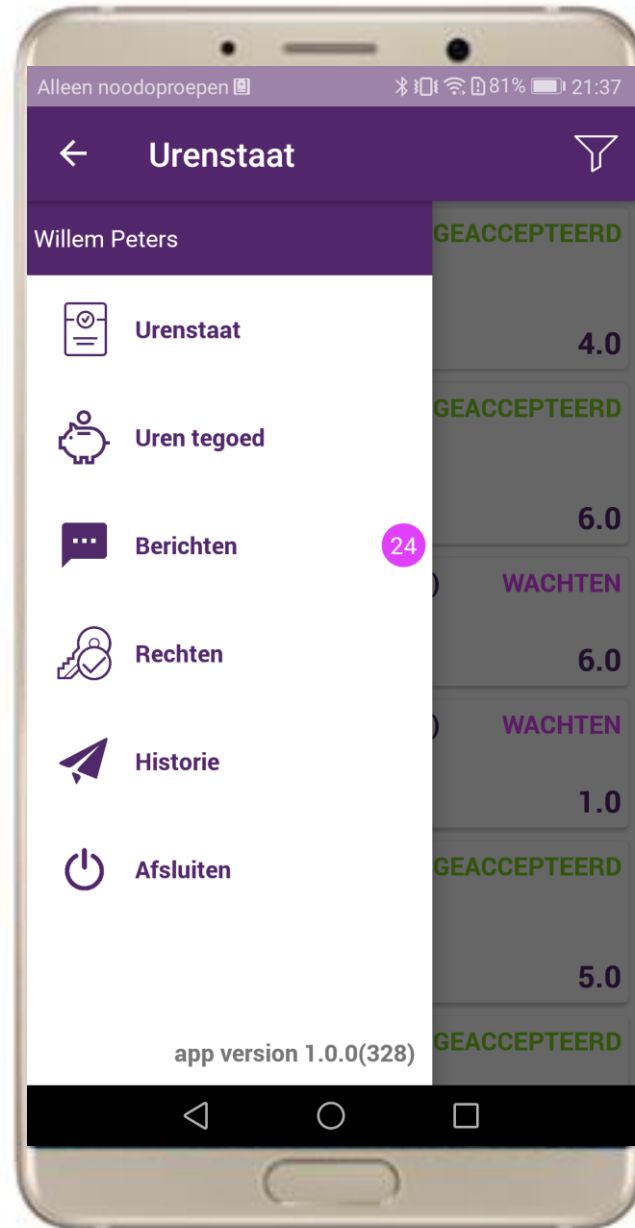 Alleen noodoproepen 81% 21:37
Urenstaat
Willem Peters
GEACCEPTEERD
Urenstaat
4.0
GEACCEPTEERD
Uren tegoed
6.0
Berichten 24
) WACHTEN
Rechten
6.0
) WACHTEN
Historie
1.0
Afsluiten
GEACCEPTEERD
5.0
app version 1.0.0(328)
GEACCEPTEERD